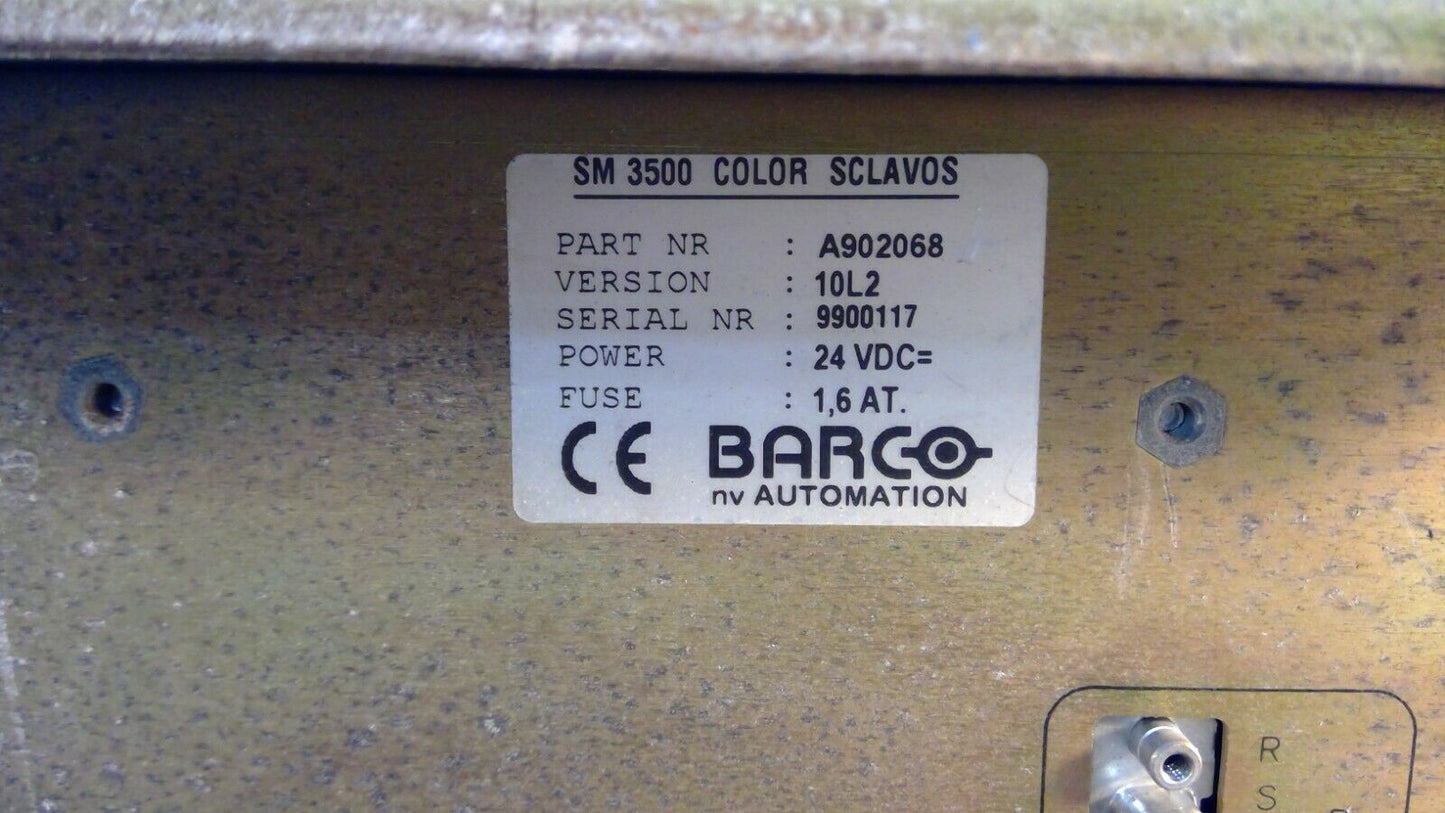 SM 3500 COLOR SCLAVOS
PART NR : A902068
VERSION : 10L2
SERIAL NR : 9900117
POWER : 24 VDC=
FUSE : 1,6 AT.
CE BARCO
nv AUTOMATION
R
S